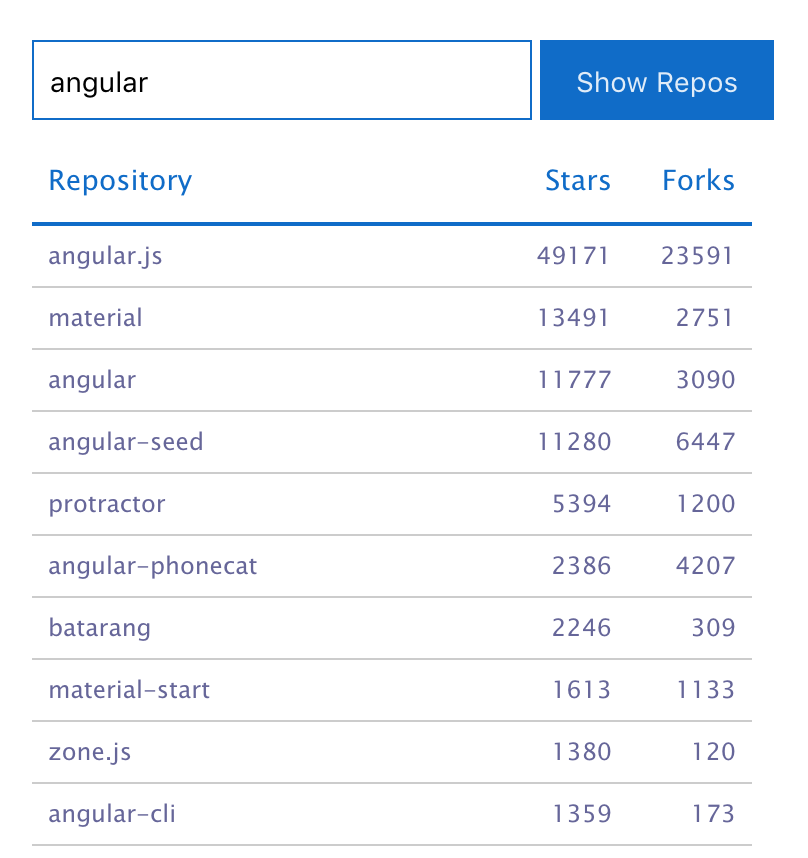 angular Show Repos
Repository Stars Forks
angular.js 49171 23591
material 13491 2751
angular 11777 3090
angular-seed 11280 6447
protractor 5394 1200
angular-phonecat 2386 4207
batarang 2246 309
material-start 1613 1133
zone.js 1380 120
angular-cli 1359 173